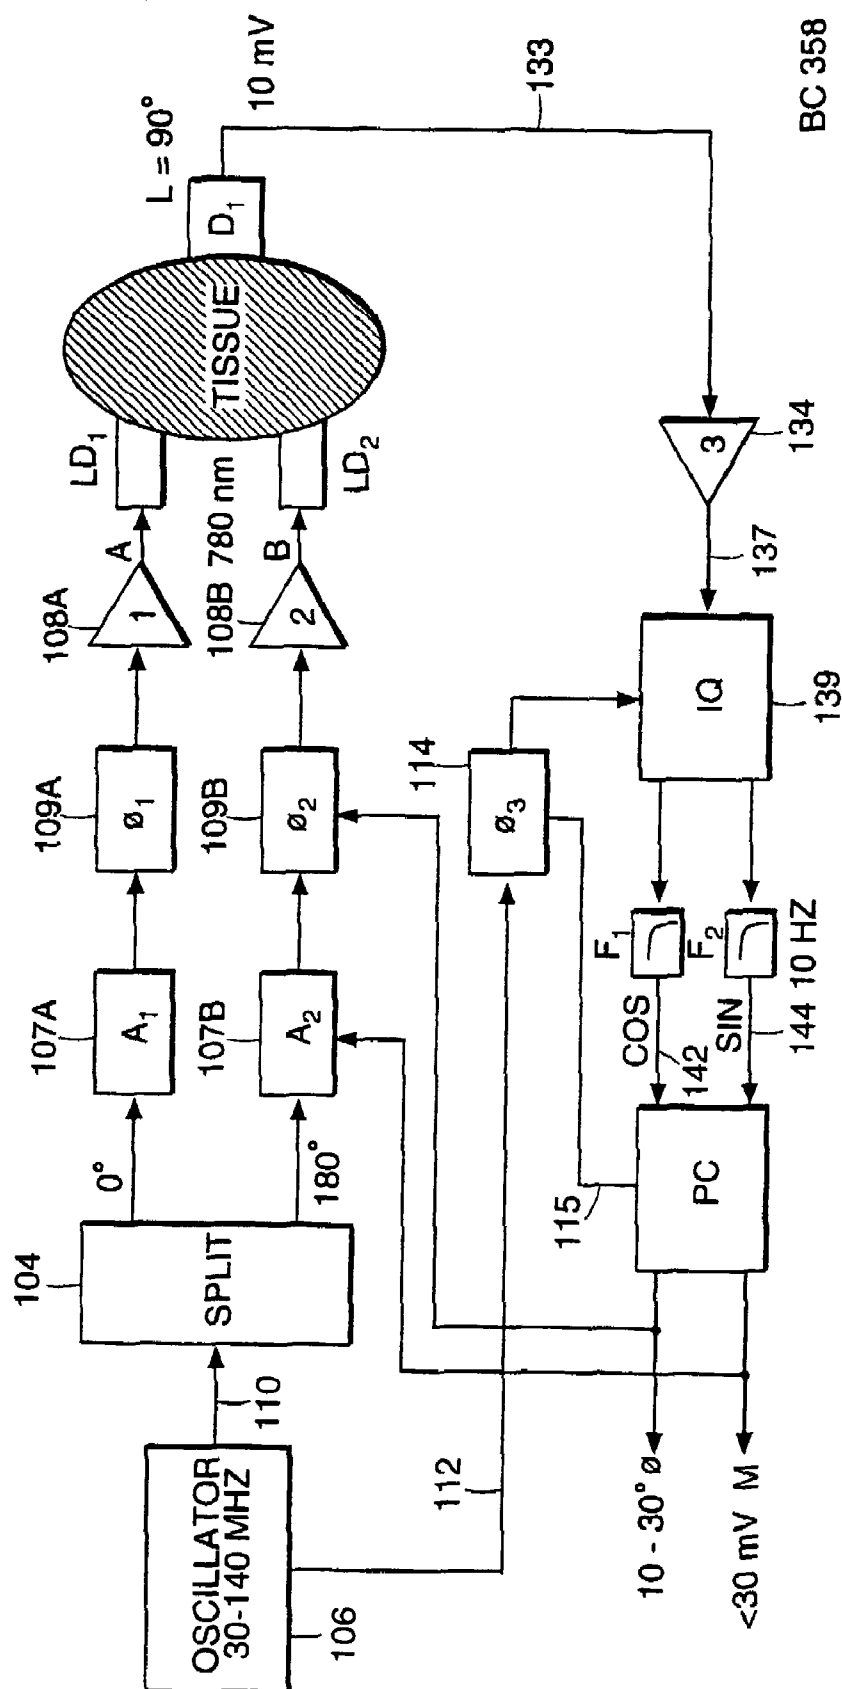 OSCILLATOR
30-140 MHZ
106
110
112
104
SPLIT
0°
180°
107A
A1
107B
A2
109A
ø1
109B
ø2
108A
1
108B 780 nm
2
A
B
LD1
LD2
TISSUE
D1
L = 90°
10 mV
133
3
134
137
IQ
139
114
ø3
115
F1
F2
10 HZ
COS
142
SIN
144
PC
10 - 30° ø
<30 mV M
BC 358